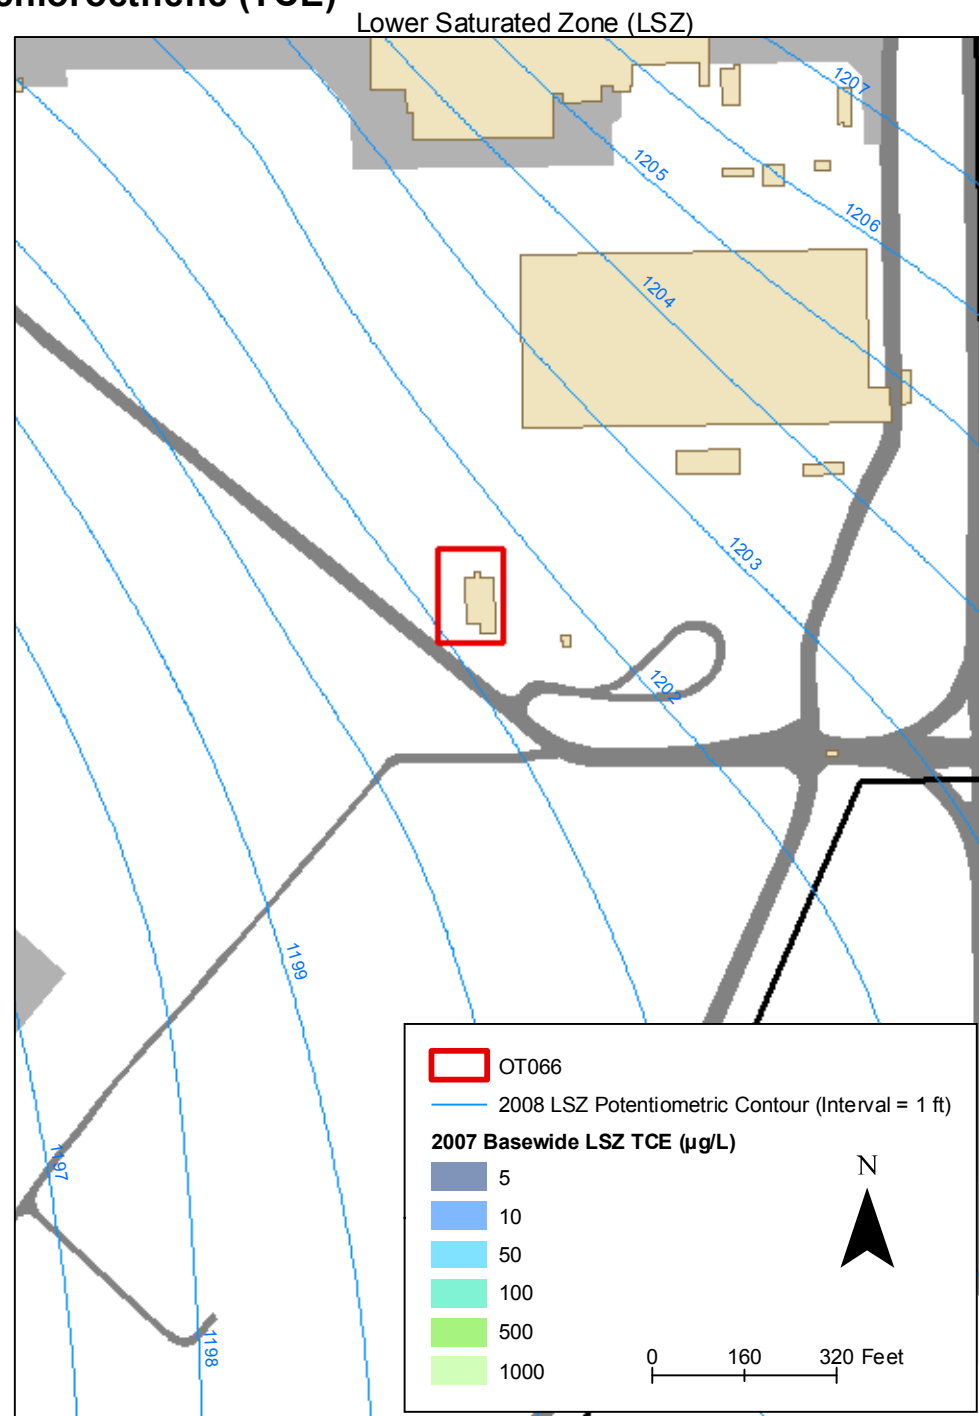 Lower Saturated Zone (LSZ)
1207
1205
1206
1204
1203
1202
1199
1197
1198
OT066
2008 LSZ Potentiometric Contour (Interval = 1 ft)
2007 Basewide LSZ TCE (µg/L)
5
10
50
100
500
1000
N
0 160 320 Feet